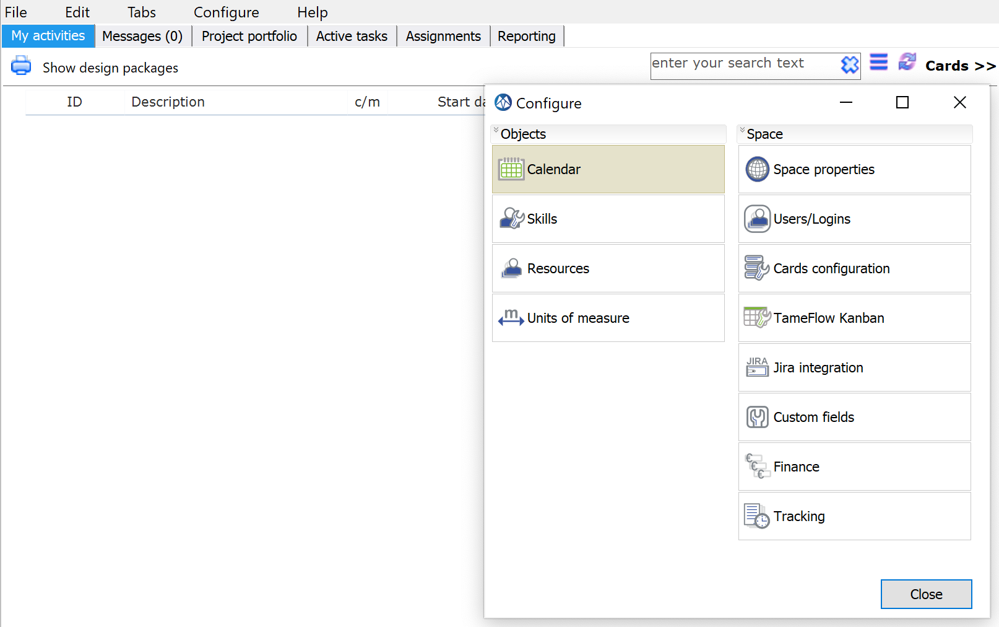 File Edit Tabs Configure Help
My activities Messages (0) Project portfolio Active tasks Assignments Reporting
Show design packages enter your search text Cards >>
ID Description c/m Start da
Configure
Objects
Calendar
Skills
Resources
m Units of measure
Space
Space properties
Users/Logins
Cards configuration
TameFlow Kanban
JIRA Jira integration
Custom fields
€ € € Finance
Tracking
Close